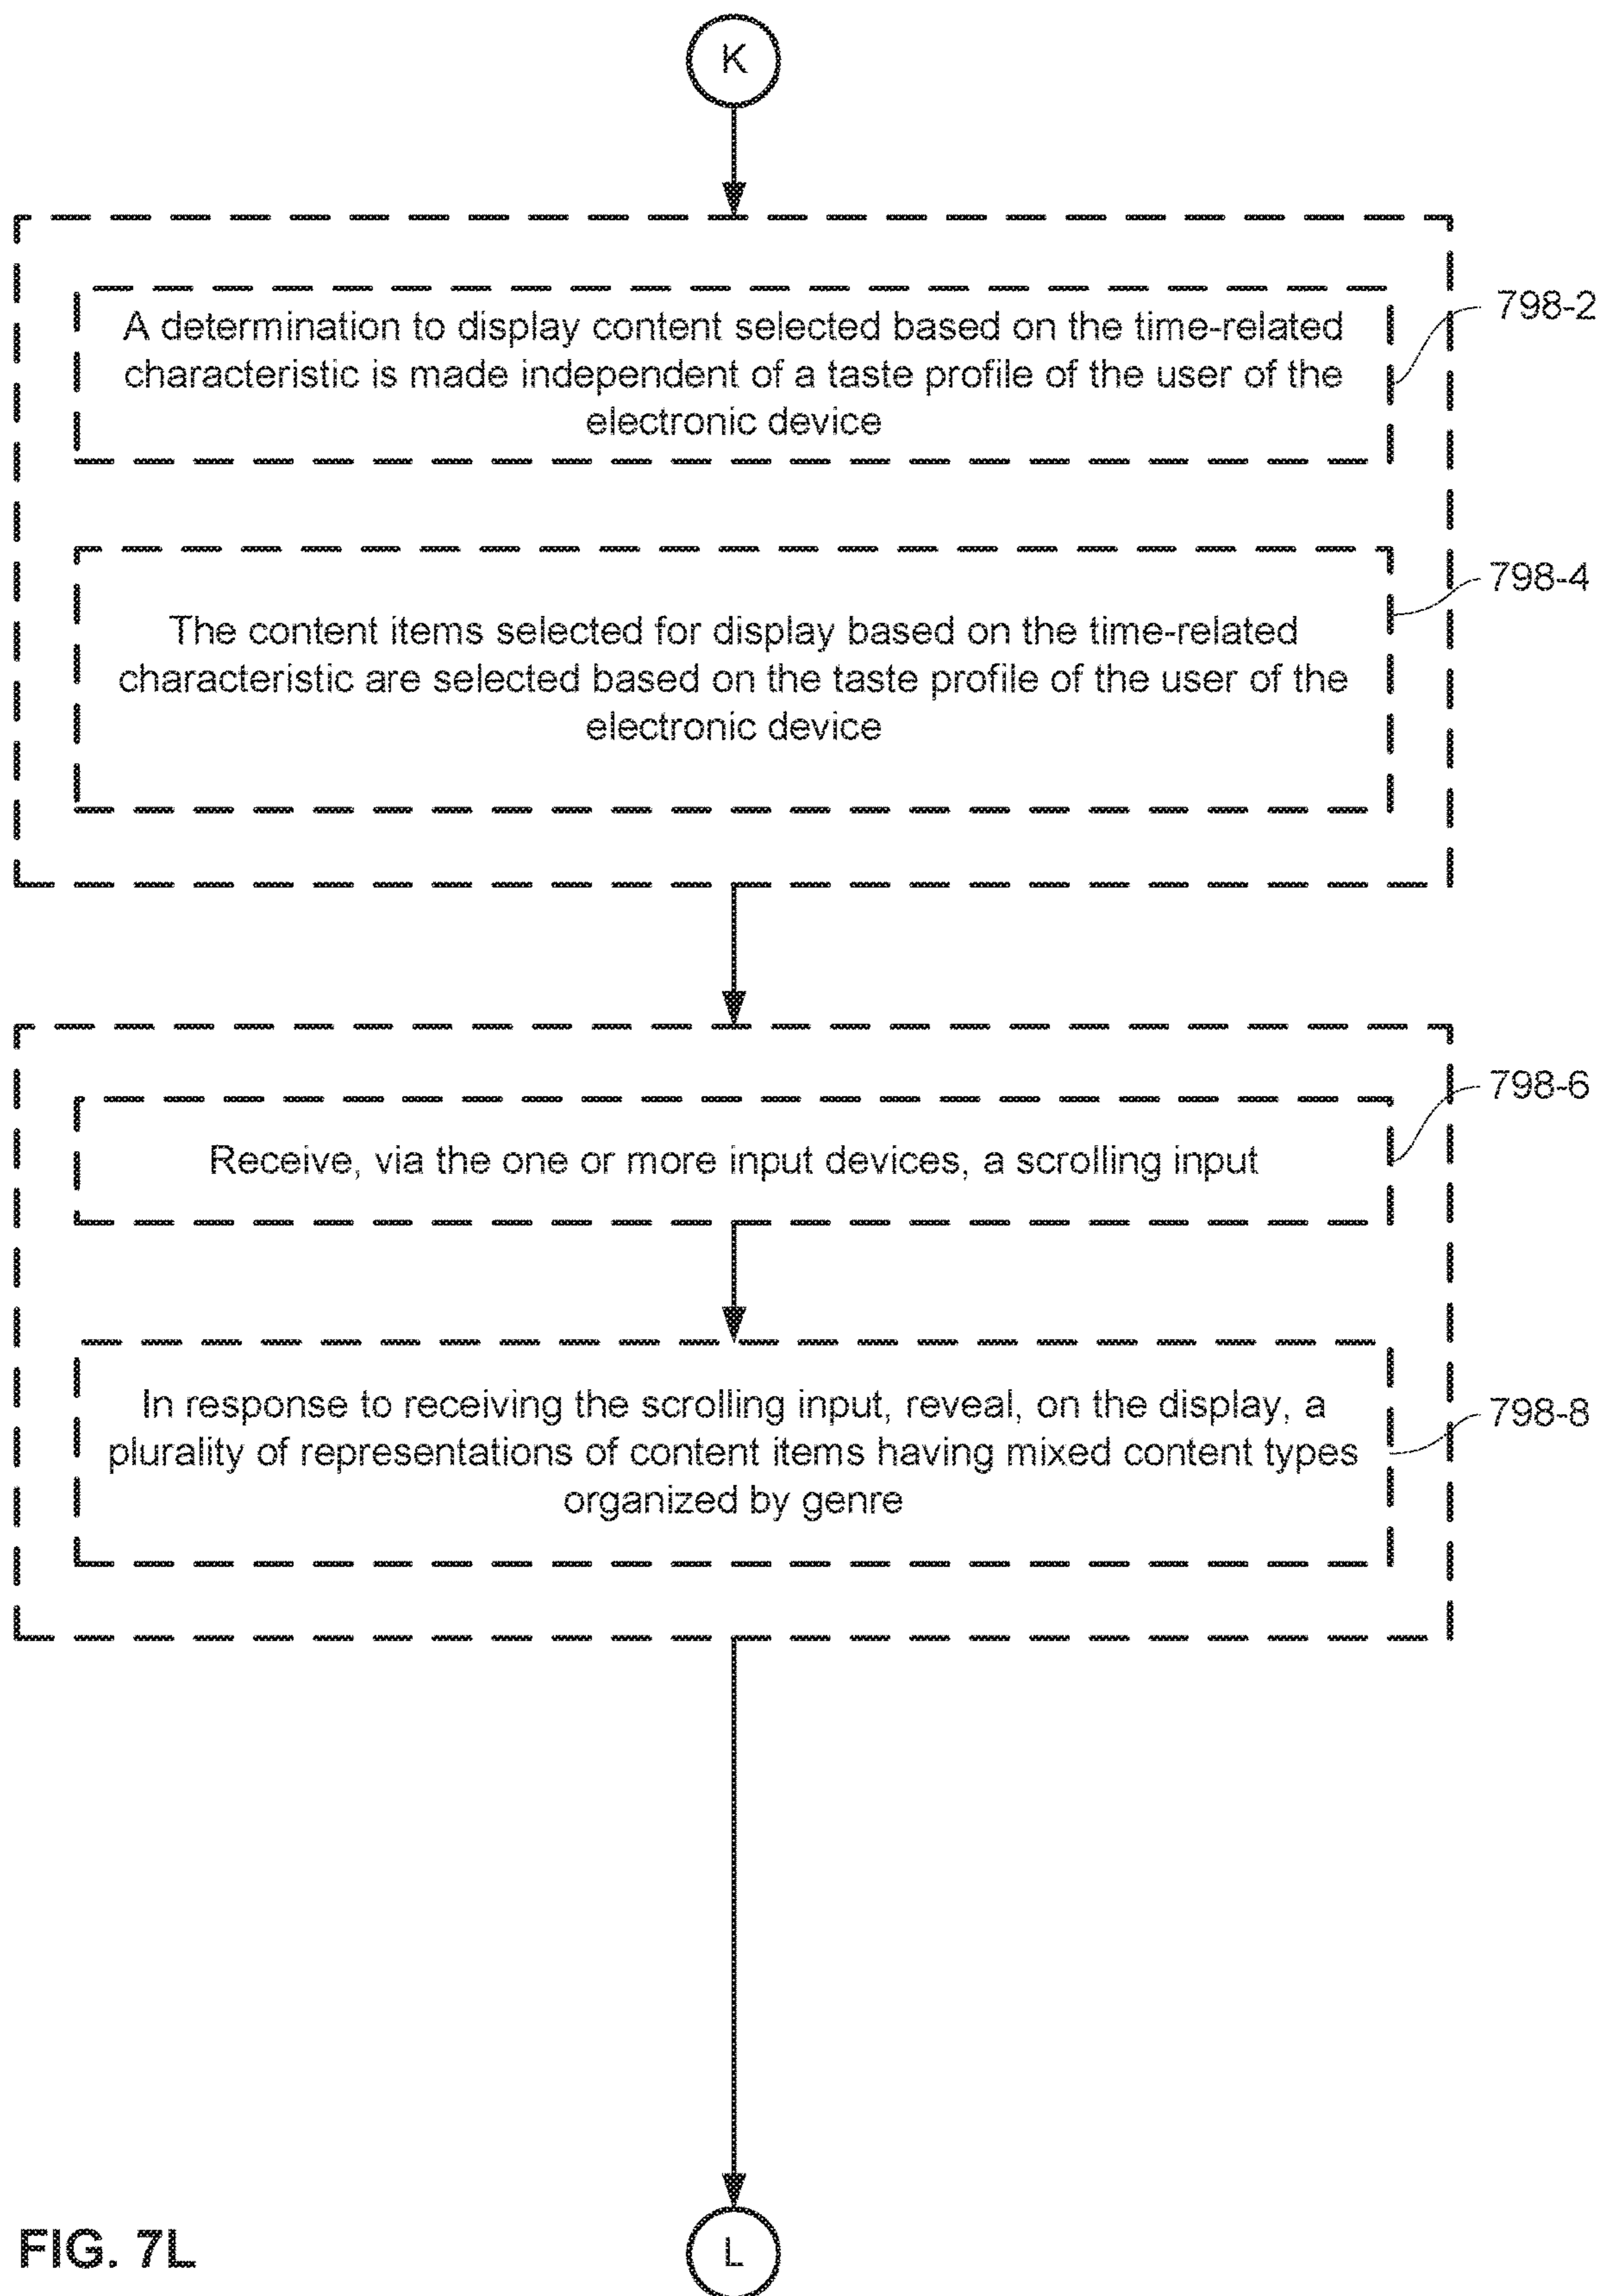 K
A determination to display content selected based on the time-related
characteristic is made independent of a taste profile of the user of the
electronic device
798-2
The content items selected for display based on the time-related
characteristic are selected based on the taste profile of the user of the
electronic device
798-4
Receive, via the one or more input devices, a scrolling input
798-6
In response to receiving the scrolling input, reveal, on the display, a
plurality of representations of content items having mixed content types
organized by genre
798-8
FIG. 7L
L